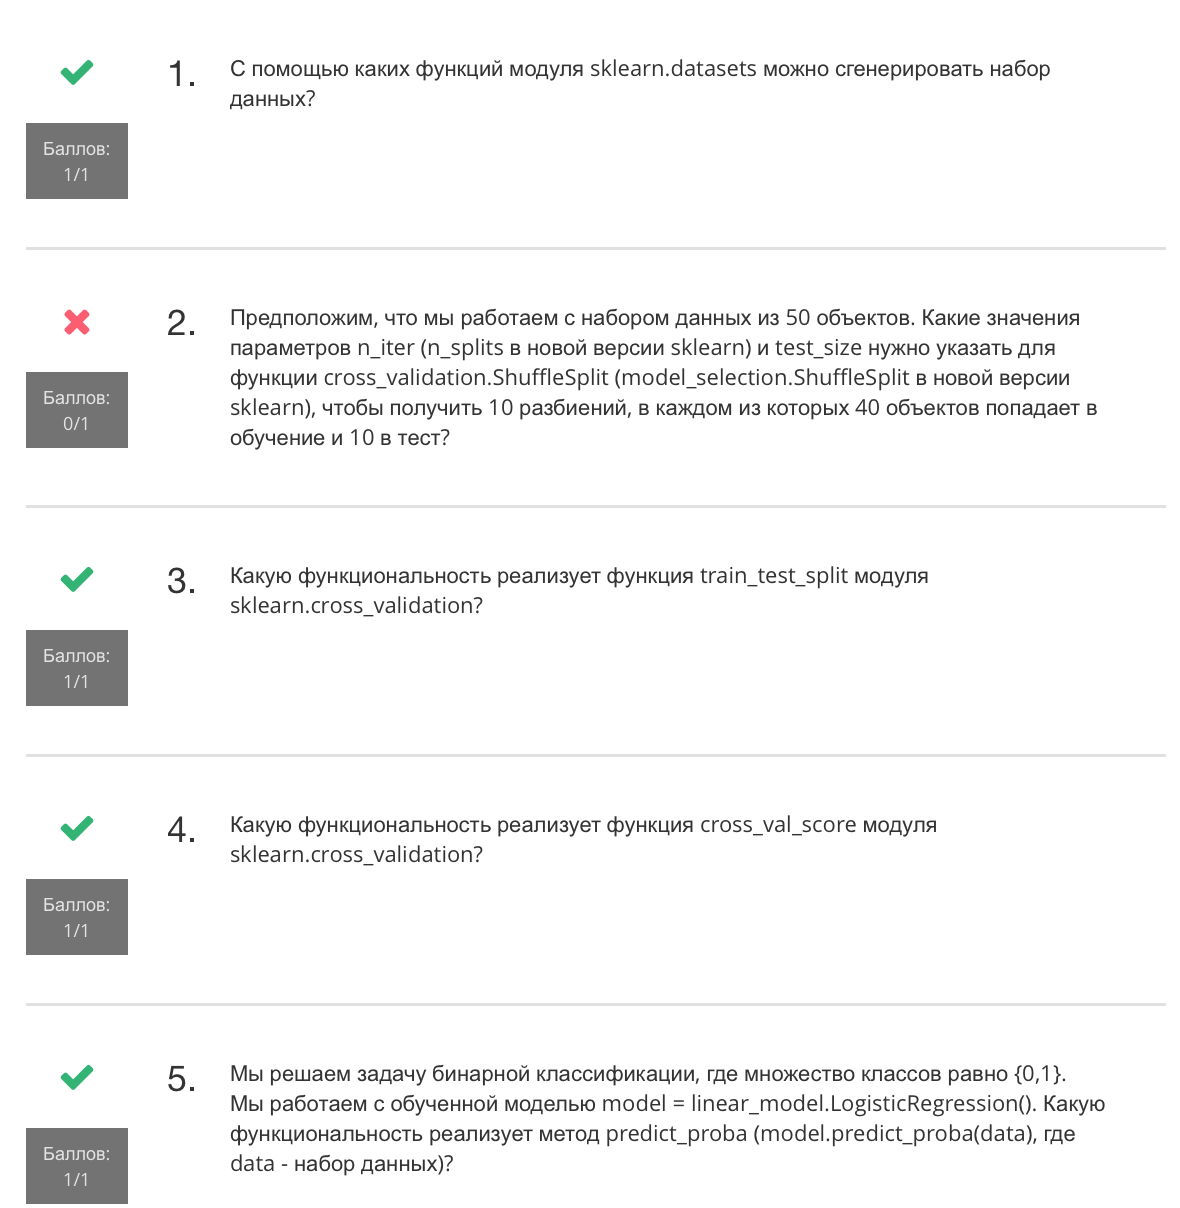 1.
С помощью каких функций модуля sklearn.datasets можно сгенерировать набор
данных?
Баллов:
1/1
2.
Предположим, что мы работаем с набором данных из 50 объектов. Какие значения
параметров n_iter (n_splits в новой версии sklearn) и test_size нужно указать для
функции cross_validation.ShuffleSplit (model_selection.ShuffleSplit в новой версии
sklearn), чтобы получить 10 разбиений, в каждом из которых 40 объектов попадает в
обучение и 10 в тест?
Баллов:
0/1
3.
Какую функциональность реализует функция train_test_split модуля
sklearn.cross_validation?
Баллов:
1/1
4.
Какую функциональность реализует функция cross_val_score модуля
sklearn.cross_validation?
Баллов:
1/1
5.
Мы решаем задачу бинарной классификации, где множество классов равно {0,1}.
Мы работаем с обученной моделью model = linear_model.LogisticRegression(). Какую
функциональность реализует метод predict_proba (model.predict_proba(data), где
data - набор данных)?
Баллов:
1/1